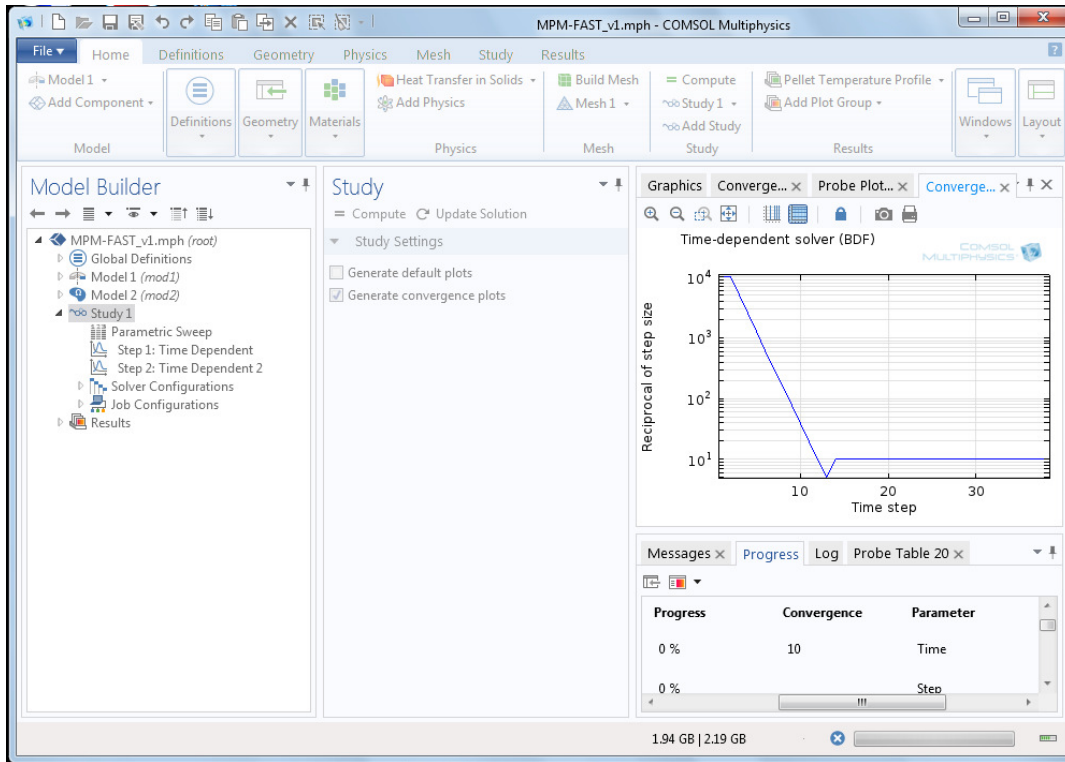 MPM-FAST_v1.mph - COMSOL Multiphysics
File Home Definitions Geometry Physics Mesh Study Results
Model 1
Add Component
Model
Definitions
Geometry
Materials
Heat Transfer in Solids
Add Physics
Physics
Build Mesh
Mesh 1
Mesh
= Compute
Study 1
Add Study
Study
Pellet Temperature Profile
Add Plot Group
Results
Windows
Layout
Model Builder
MPM-FAST_v1.mph (root)
Global Definitions
Model 1 (mod1)
Model 2 (mod2)
Study 1
Parametric Sweep
Step 1: Time Dependent
Step 2: Time Dependent 2
Solver Configurations
Job Configurations
Results
Study
= Compute Update Solution
Study Settings
Generate default plots
Generate convergence plots
Graphics Converge... Probe Plot... Converge...
Time-dependent solver (BDF)
COMSOL
MULTIPHYSICS
Reciprocal of step size
10^4
10^3
10^2
10^1
10 20 30
Time step
Messages Progress Log Probe Table 20
Progress Convergence Parameter
0 % 10 Time
0 % Step
1.94 GB | 2.19 GB